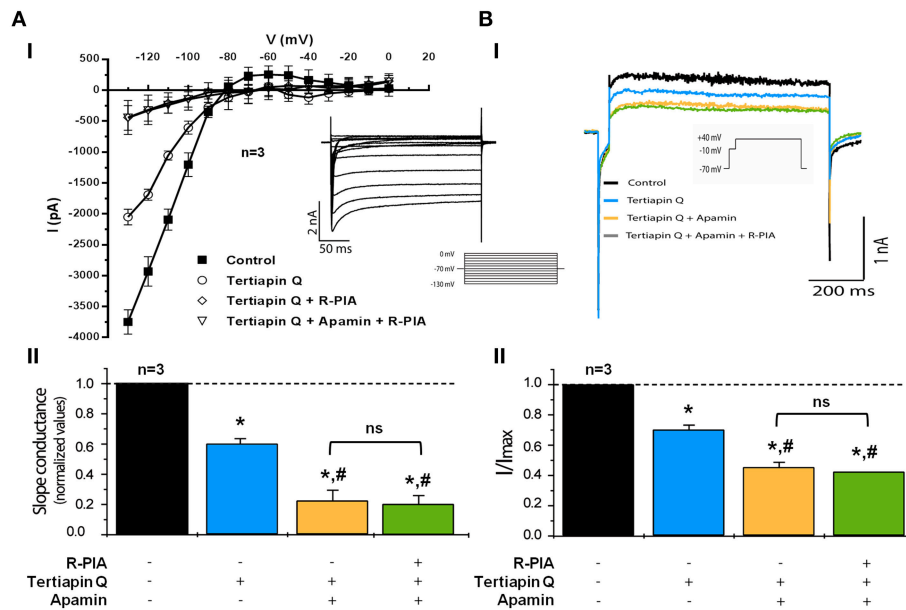 A
I
V (mV)
-120 -100 -80 -60 -40 -20 0 20
500
0
-500
-1000
-1500
-2000
-2500
-3000
-3500
-4000
I (pA)
n=3
2 nA
50 ms
0 mV
-70 mV
-130 mV
Control
Tertiapin Q
Tertiapin Q + R-PIA
Tertiapin Q + Apamin + R-PIA
B
I
+40 mV
-10 mV
-70 mV
Control
Tertiapin Q
Tertiapin Q + Apamin
Tertiapin Q + Apamin + R-PIA
1 nA
200 ms
II
n=3
Slope conductance
(normalized values)
1.0
0.8
0.6
0.4
0.2
0.0
*
*,#
ns
*,#
R-PIA - - - +
Tertiapin Q - + + +
Apamin - - + +
II
n=3
I/Imax
1.0
0.8
0.6
0.4
0.2
0.0
*
*,#
ns
*,#
R-PIA - - - +
Tertiapin Q - + + +
Apamin - - + +